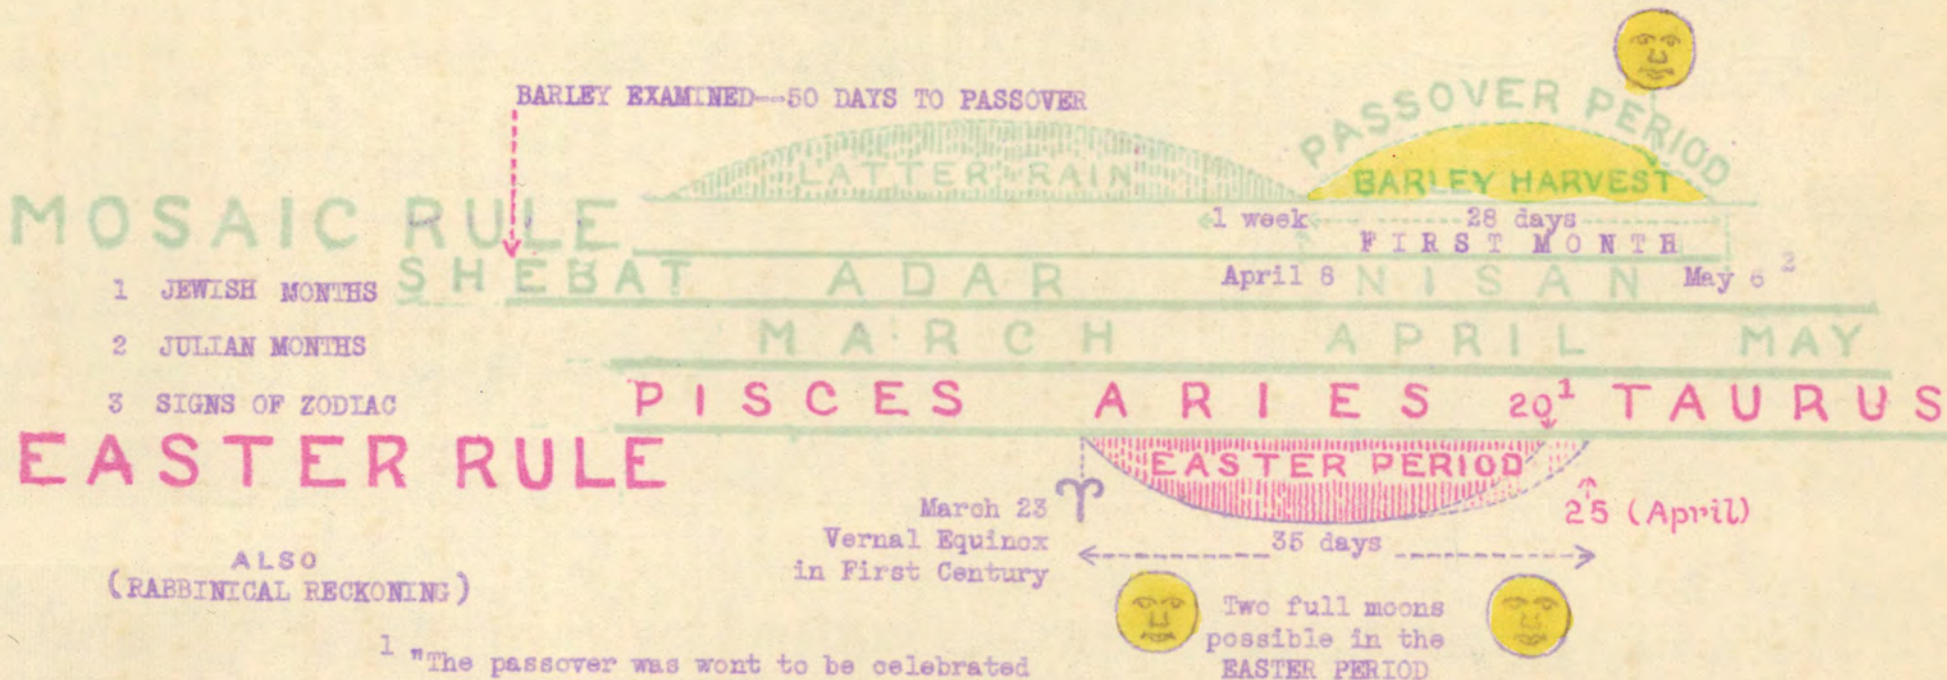 BARLEY EXAMINED--50 DAYS TO PASSOVER
PASSOVER PERIOD
LATTER RAIN
BARLEY HARVEST
MOSAIC RULE
1 week
28 days
FIRST MONTH
1 JEWISH MONTHS
SHEBAT ADAR April 8 NISAN May 6 2
2 JULIAN MONTHS
MARCH APRIL MAY
3 SIGNS OF ZODIAC
PISCES ARIES 20 1 TAURUS
EASTER RULE
EASTER PERIOD
March 23
Vernal Equinox
in First Century
♈
25 (April)
35 days
ALSO
(RABBINICAL RECKONING)
Two full moons
possible in the
EASTER PERIOD
1 "The passover was wont to be celebrated